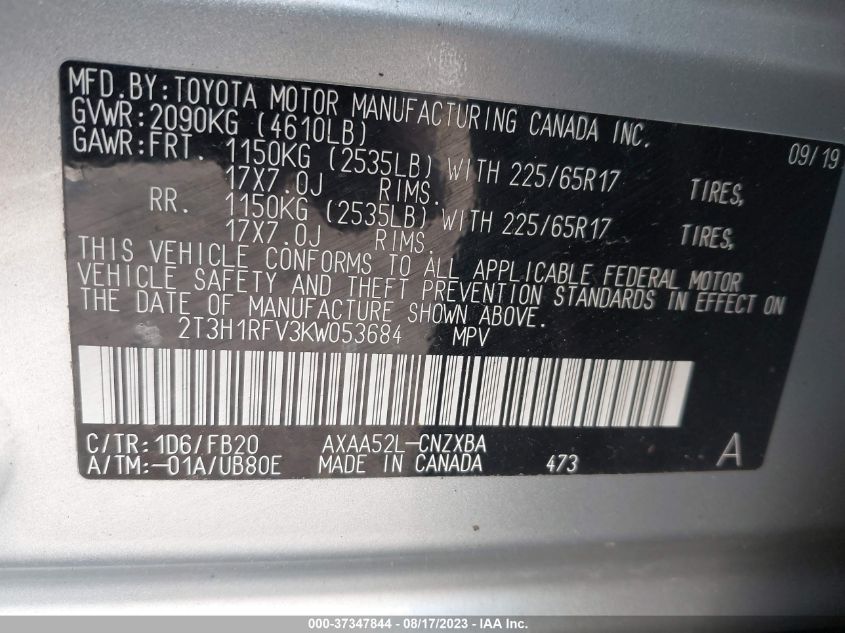 MFD.BY:TOYOTA MOTOR MANUFACTURING CANADA INC.
GVWR:2090KG (4610LB) 09/19
GAWR:FRT. 1150KG (2535LB) WITH 225/65R17 TIRES,
17X7.0J RIMS.
RR. 1150KG (2535LB) WITH 225/65R17 TIRES,
17X7.0J RIMS.
THIS VEHICLE CONFORMS TO ALL APPLICABLE FEDERAL MOTOR
VEHICLE SAFETY AND THEFT PREVENTION STANDARDS IN EFFECT ON
THE DATE OF MANUFACTURE SHOWN ABOVE.
2T3H1RFV3KW053684 MPV
C/TR:1D6/FB20 AXAA52L-CNZXBA
A/TM:-01A/UB80E MADE IN CANADA 473 A
000-37347844 - 08/17/2023 - IAA Inc.